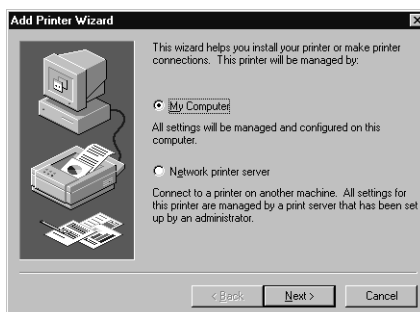 Add Printer Wizard
This wizard helps you install your printer or make printer
connections. This printer will be managed by:
My Computer
All settings will be managed and configured on this
computer.
Network printer server
Connect to a printer on another machine. All settings for
this printer are managed by a print server that has been set
up by an administrator.
< Back
Next >
Cancel